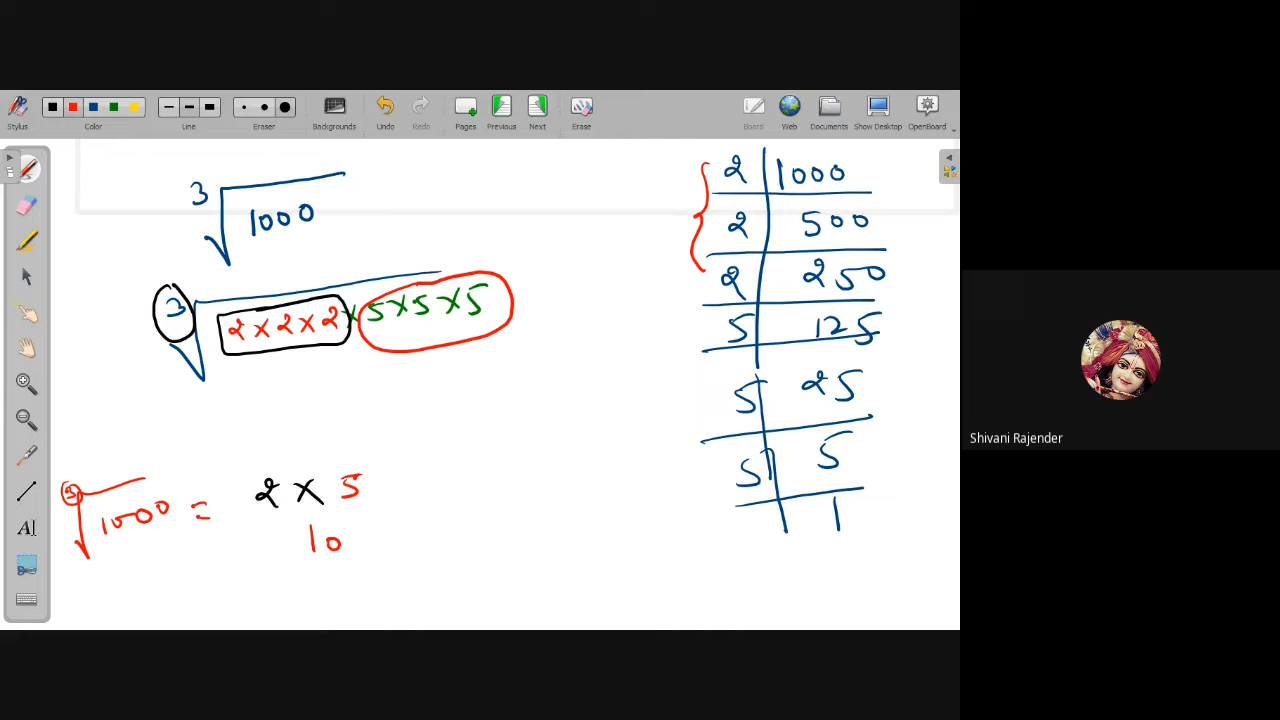 Stylus Color Line Eraser Backgrounds Undo Redo Pages Previous Next Erase Board Web Documents Show Desktop OpenBoard
3√1000
3√2×2×2×5×5×5
3√1000 = 2 × 5
10
2 | 1000
2 | 500
2 | 250
5 | 125
5 | 25
5 | 5
| 1
A
Shivani Rajender